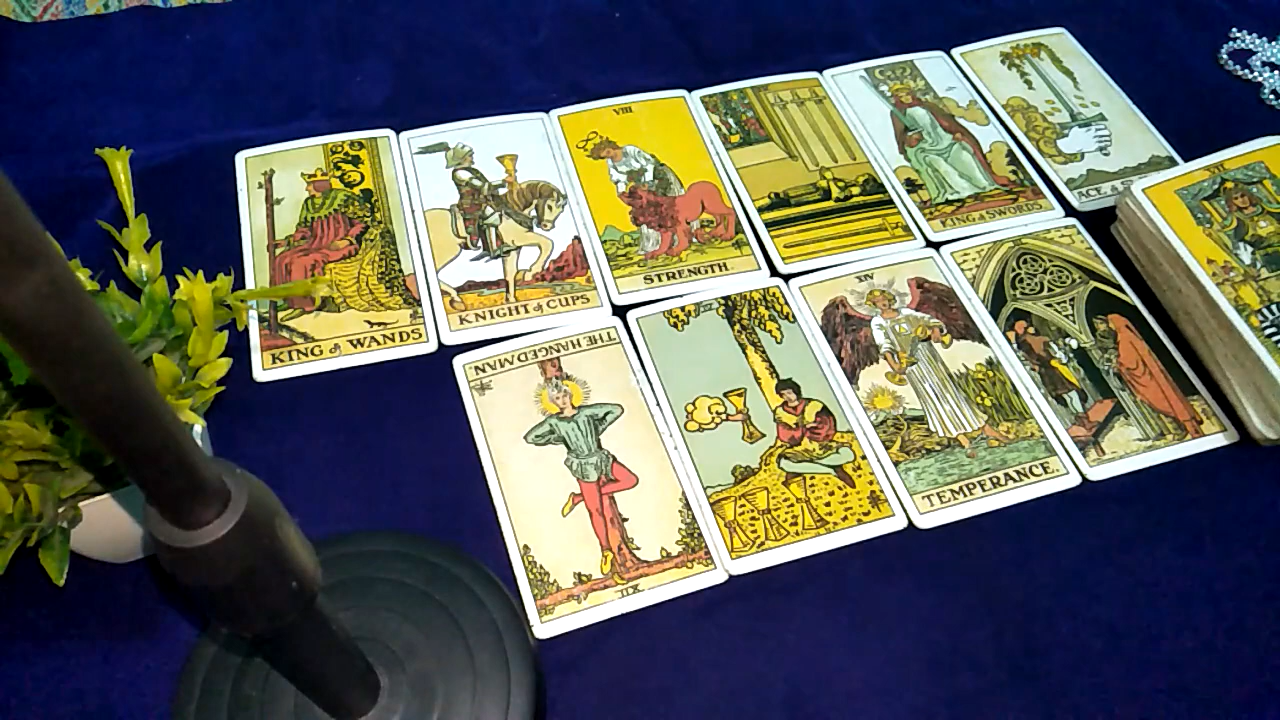 KING of WANDS
KNIGHT of CUPS
VIII
STRENGTH.
KING of SWORDS
ACE of
THE HANGED MAN.
XII
XIV
TEMPERANCE.